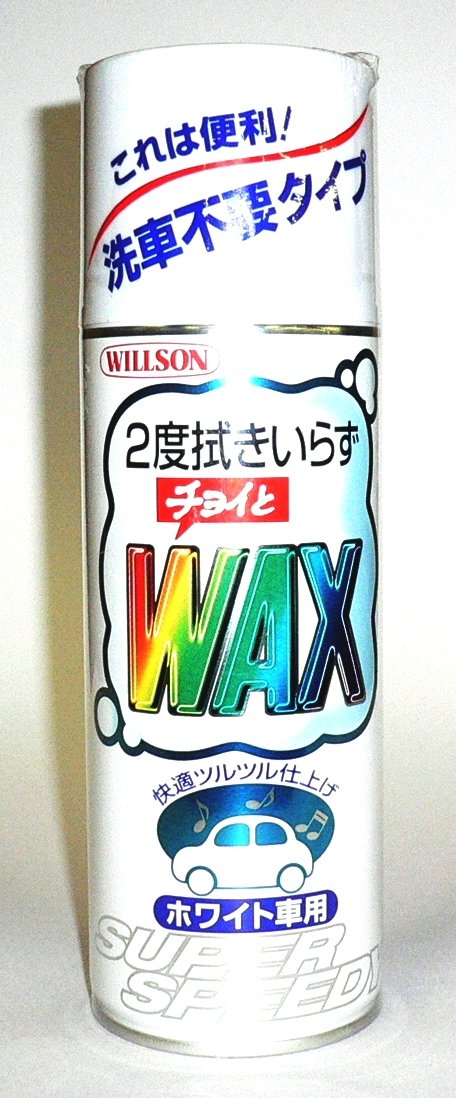 これは便利!
洗車不要タイプ
WILLSON
2度拭きいらず
チョイと
WAX
快適ツルツル仕上げ
ホワイト車用
SUPER
SPEEDY